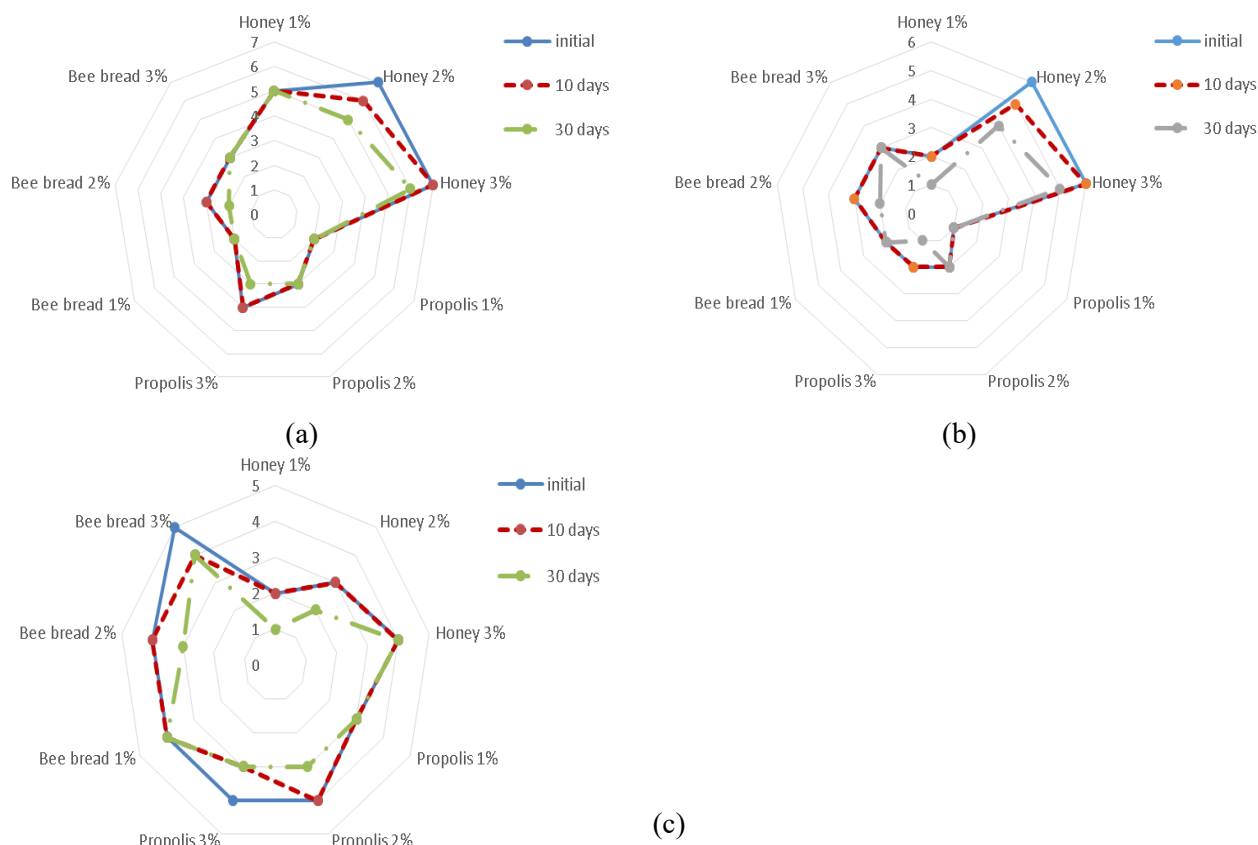 Honey 1%
7
6
5
4
3
2
1
0
Honey 2%
Honey 3%
Propolis 1%
Propolis 2%
Propolis 3%
Bee bread 1%
Bee bread 2%
Bee bread 3%
initial
10 days
30 days
(a)
Honey 1%
6
5
4
3
2
1
0
Honey 2%
Honey 3%
Propolis 1%
Propolis 2%
Propolis 3%
Bee bread 1%
Bee bread 2%
Bee bread 3%
initial
10 days
30 days
(b)
Honey 1%
5
4
3
2
1
0
Honey 2%
Honey 3%
Propolis 1%
Propolis 2%
Propolis 3%
Bee bread 1%
Bee bread 2%
Bee bread 3%
initial
10 days
30 days
(c)